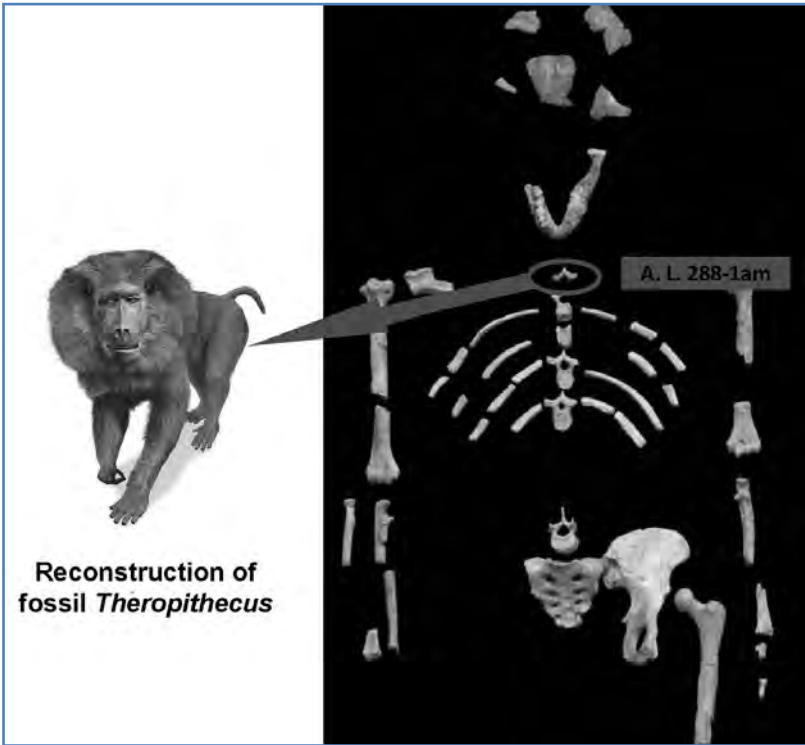 A. L. 288-1am
Reconstruction of
fossil Theropithecus